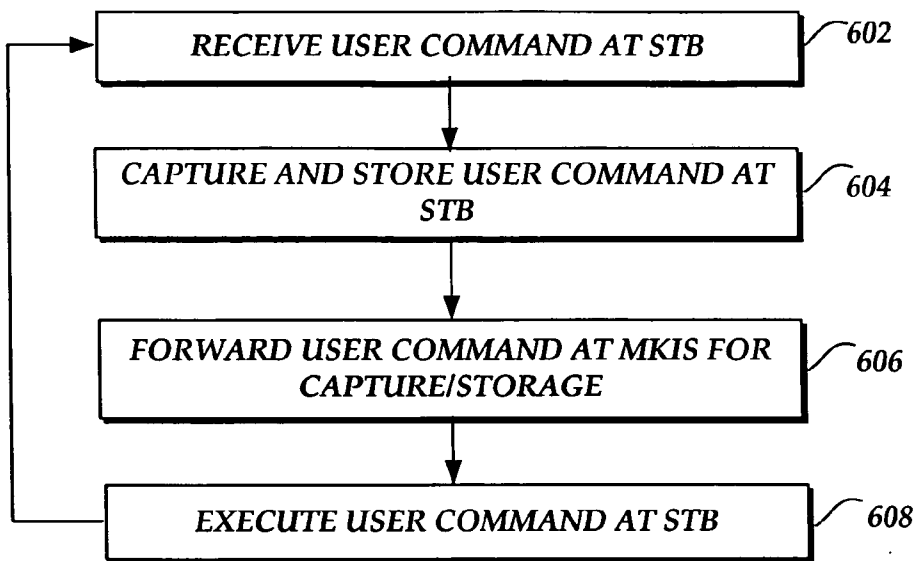 RECEIVE USER COMMAND AT STB
602
CAPTURE AND STORE USER COMMAND AT
STB
604
FORWARD USER COMMAND AT MKIS FOR
CAPTURE/STORAGE
606
EXECUTE USER COMMAND AT STB
608